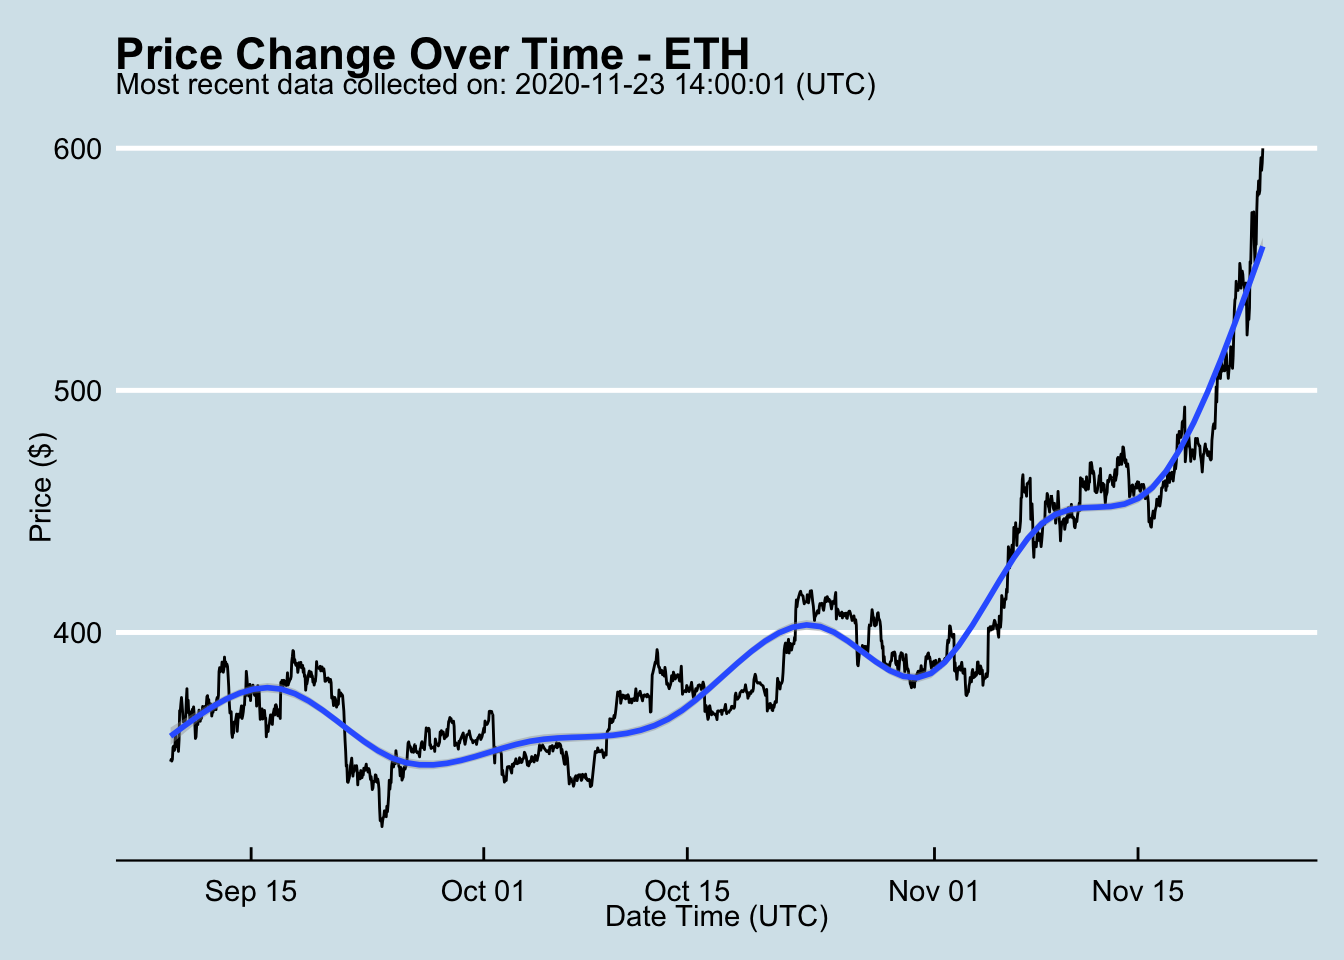 Price Change Over Time - ETH
Most recent data collected on: 2020-11-23 14:00:01 (UTC)
600
500
400
Price ($)
Sep 15 Oct 01 Oct 15 Nov 01 Nov 15
Date Time (UTC)